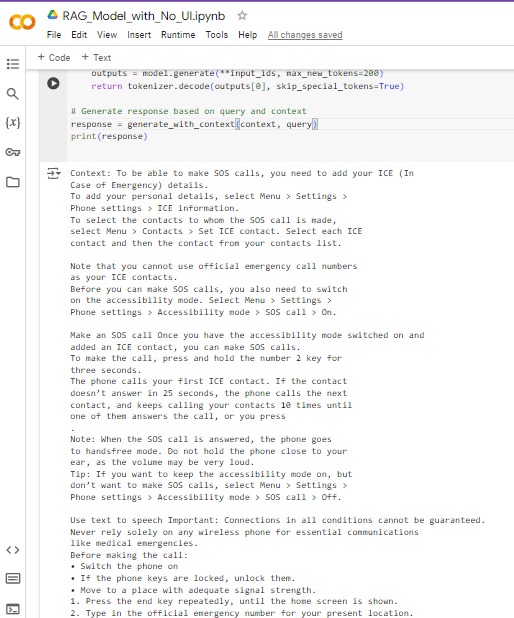 RAG_Model_with_No_UI.ipynb
File Edit View Insert Runtime Tools Help All changes saved
+ Code + Text
outputs = model.generate(**input_ids, max_new_tokens=200)
return tokenizer.decode(outputs[0], skip_special_tokens=True)
# Generate response based on query and context
response = generate_with_context(context, query)
print(response)
Context: To be able to make SOS calls, you need to add your ICE (In
Case of Emergency) details.
To add your personal details, select Menu > Settings >
Phone settings > ICE information.
To select the contacts to whom the SOS call is made,
select Menu > Contacts > Set ICE contact. Select each ICE
contact and then the contact from your contacts list.
Note that you cannot use official emergency call numbers
as your ICE contacts.
Before you can make SOS calls, you also need to switch
on the accessibility mode. Select Menu > Settings >
Phone settings > Accessibility mode > SOS call > On.
Make an SOS call Once you have the accessibility mode switched on and
added an ICE contact, you can make SOS calls.
To make the call, press and hold the number 2 key for
three seconds.
The phone calls your first ICE contact. If the contact
doesn’t answer in 25 seconds, the phone calls the next
contact, and keeps calling your contacts 10 times until
one of them answers the call, or you press
.
Note: When the SOS call is answered, the phone goes
to handsfree mode. Do not hold the phone close to your
ear, as the volume may be very loud.
Tip: If you want to keep the accessibility mode on, but
don’t want to make SOS calls, select Menu > Settings >
Phone settings > Accessibility mode > SOS call > Off.
Use text to speech Important: Connections in all conditions cannot be guaranteed.
Never rely solely on any wireless phone for essential communications
like medical emergencies.
Before making the call:
• Switch the phone on
• If the phone keys are locked, unlock them.
• Move to a place with adequate signal strength.
1. Press the end key repeatedly, until the home screen is shown.
2. Type in the official emergency number for your present location.